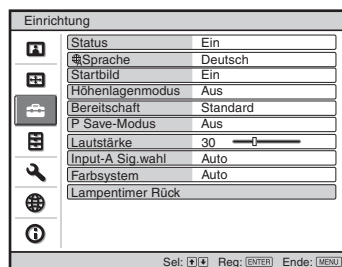 Einrichtung
Status Ein
Sprache Deutsch
Startbild Ein
Höhenlagenmodus Aus
Bereitschaft Standard
P Save-Modus Aus
Lautstärke 30
Input-A Sig.wahl Auto
Farbsystem Auto
Lampentimer Rück
Sel: Reg: ENTER Ende: MENU